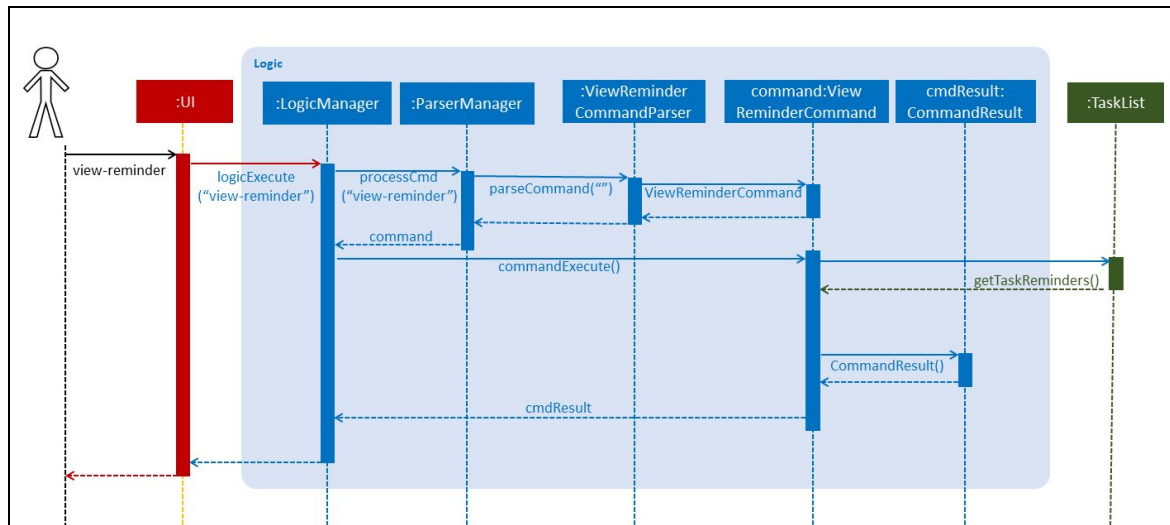 Logic
:UI
:LogicManager
:ParserManager
:ViewReminder
CommandParser
command:View
ReminderCommand
cmdResult:
CommandResult
:TaskList
view-reminder
logicExecute
(“view-reminder”)
processCmd
(“view-reminder”)
parseCommand(“”)
ViewReminderCommand
command
commandExecute()
getTaskReminders()
CommandResult()
cmdResult